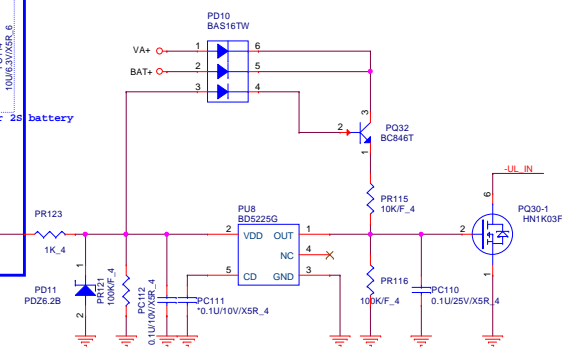 PD10
BAS16TW
VA+
1
6
BAT+
2
5
3
4
10U/6.3V/X5R_6
2S battery
2
3
1
PQ32
BC846T
-UL_IN
PR115
10K/F_4
PQ30-1
HN1K03F
6
2
1
PR123
1K_4
PU8
BD5225G
2
VDD
OUT
1
NC
4
5
CD
GND
3
1
PD11
PDZ6.2B
2
PR121
100K/F_4
PC112
0.1U/10V/X5R_4
PC111
*0.1U/10V/X5R_4
PR116
100K/F_4
PC110
0.1U/25V/X5R_4